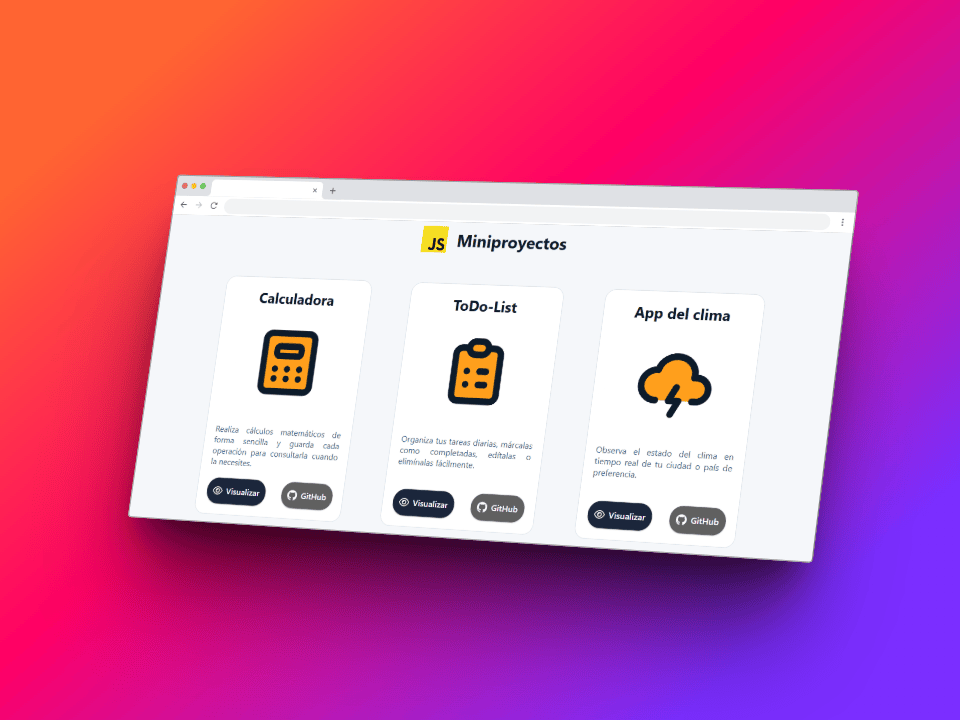 JS Miniproyectos
Calculadora
Realiza cálculos matemáticos de
forma sencilla y guarda cada
operación para consultarla cuando
la necesites.
Visualizar
GitHub
ToDo-List
Organiza tus tareas diarias, márcalas
como completadas, edítalas o
elimínalas fácilmente.
Visualizar
GitHub
App del clima
Observa el estado del clima en
tiempo real de tu ciudad o país de
preferencia.
Visualizar
GitHub